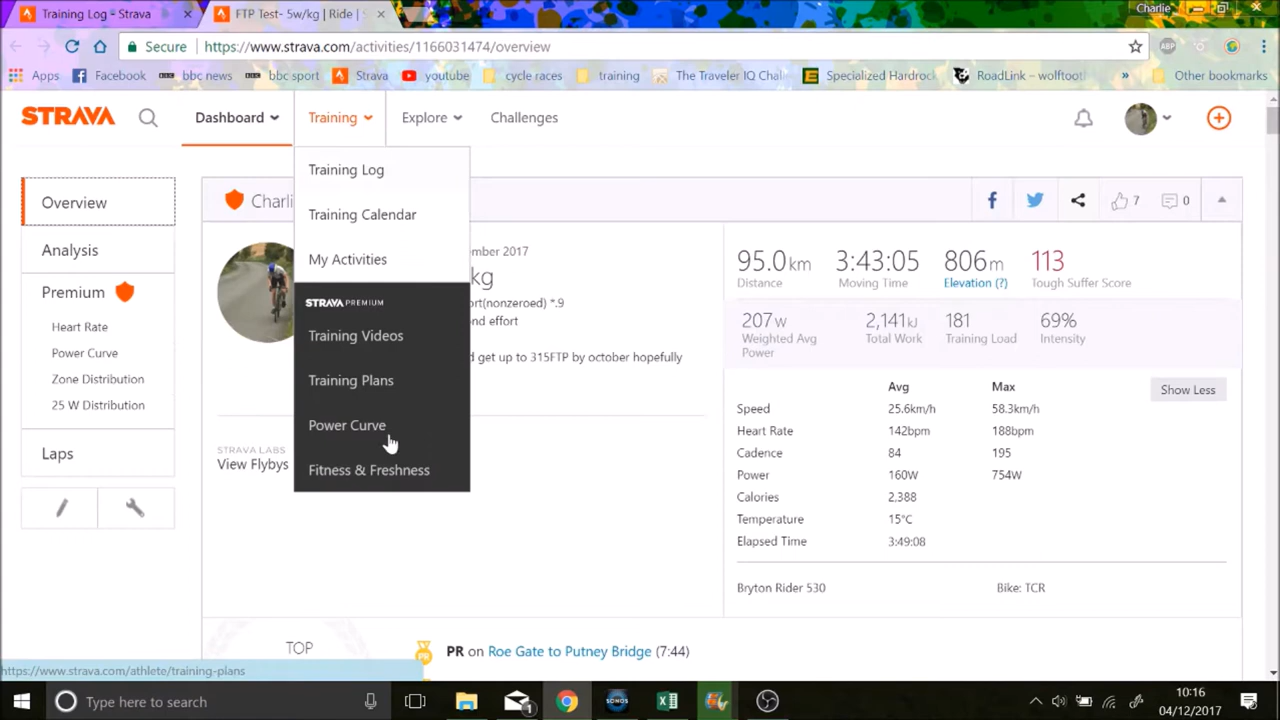 Training Log - Strava
FTP Test- 5w/kg | Ride | S
Charlie
Secure
https://www.strava.com/activities/1166031474/overview
ABP
Apps
Facebook
bbc news
bbc sport
Strava
youtube
cycle races
training
The Traveler IQ Chal
Specialized Hardrock
RoadLink – wolftoot
»
Other bookmarks
STRAVA
Dashboard
Training
Explore
Challenges
Training Log
Training Calendar
My Activities
STRAVA PREMIUM
Training Videos
Training Plans
Power Curve
Fitness & Freshness
Overview
Analysis
Premium
Heart Rate
Power Curve
Zone Distribution
25 W Distribution
Laps
Charli
7
0
ember 2017
kg
ort(nonzeroed) *.9
ond effort
d get up to 315FTP by october hopefully
STRAVA LABS
View Flybys
95.0km
Distance
3:43:05
Moving Time
806m
Elevation (?)
113
Tough Suffer Score
207W
Weighted Avg
Power
2,141kJ
Total Work
181
Training Load
69%
Intensity
Avg Max
Show Less
Speed 25.6km/h 58.3km/h
Heart Rate 142bpm 188bpm
Cadence 84 195
Power 160W 754W
Calories 2,388
Temperature 15°C
Elapsed Time 3:49:08
Bryton Rider 530
Bike: TCR
TOP
PR on Roe Gate to Putney Bridge (7:44)
https://www.strava.com/athlete/training-plans
Type here to search
1
SONOS
10:16
04/12/2017